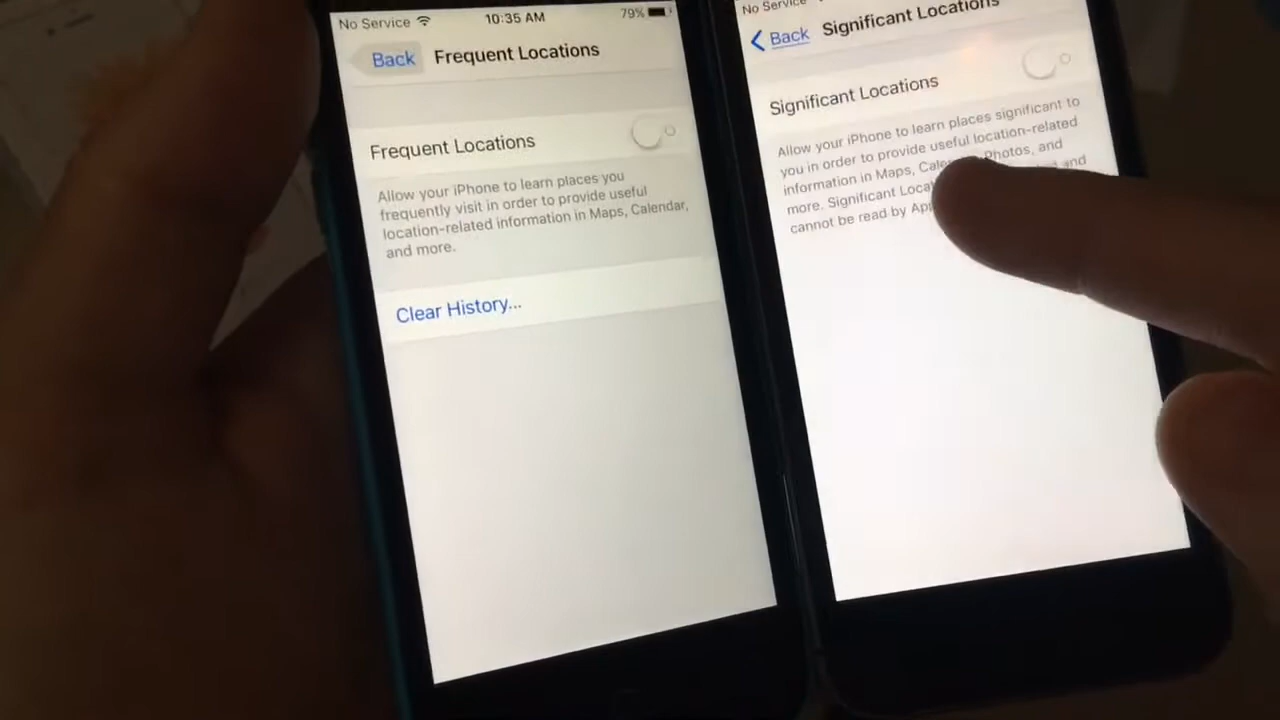 No Service
10:35 AM
79%
Back
Frequent Locations
Frequent Locations
Allow your iPhone to learn places you
frequently visit in order to provide useful
location-related information in Maps, Calendar,
and more.
Clear History...
No Service
Back
Significant Locations
Significant Locations
Allow your iPhone to learn places significant to
you in order to provide useful location-related
information in Maps, Photos, and
more. Significant and
cannot be read by